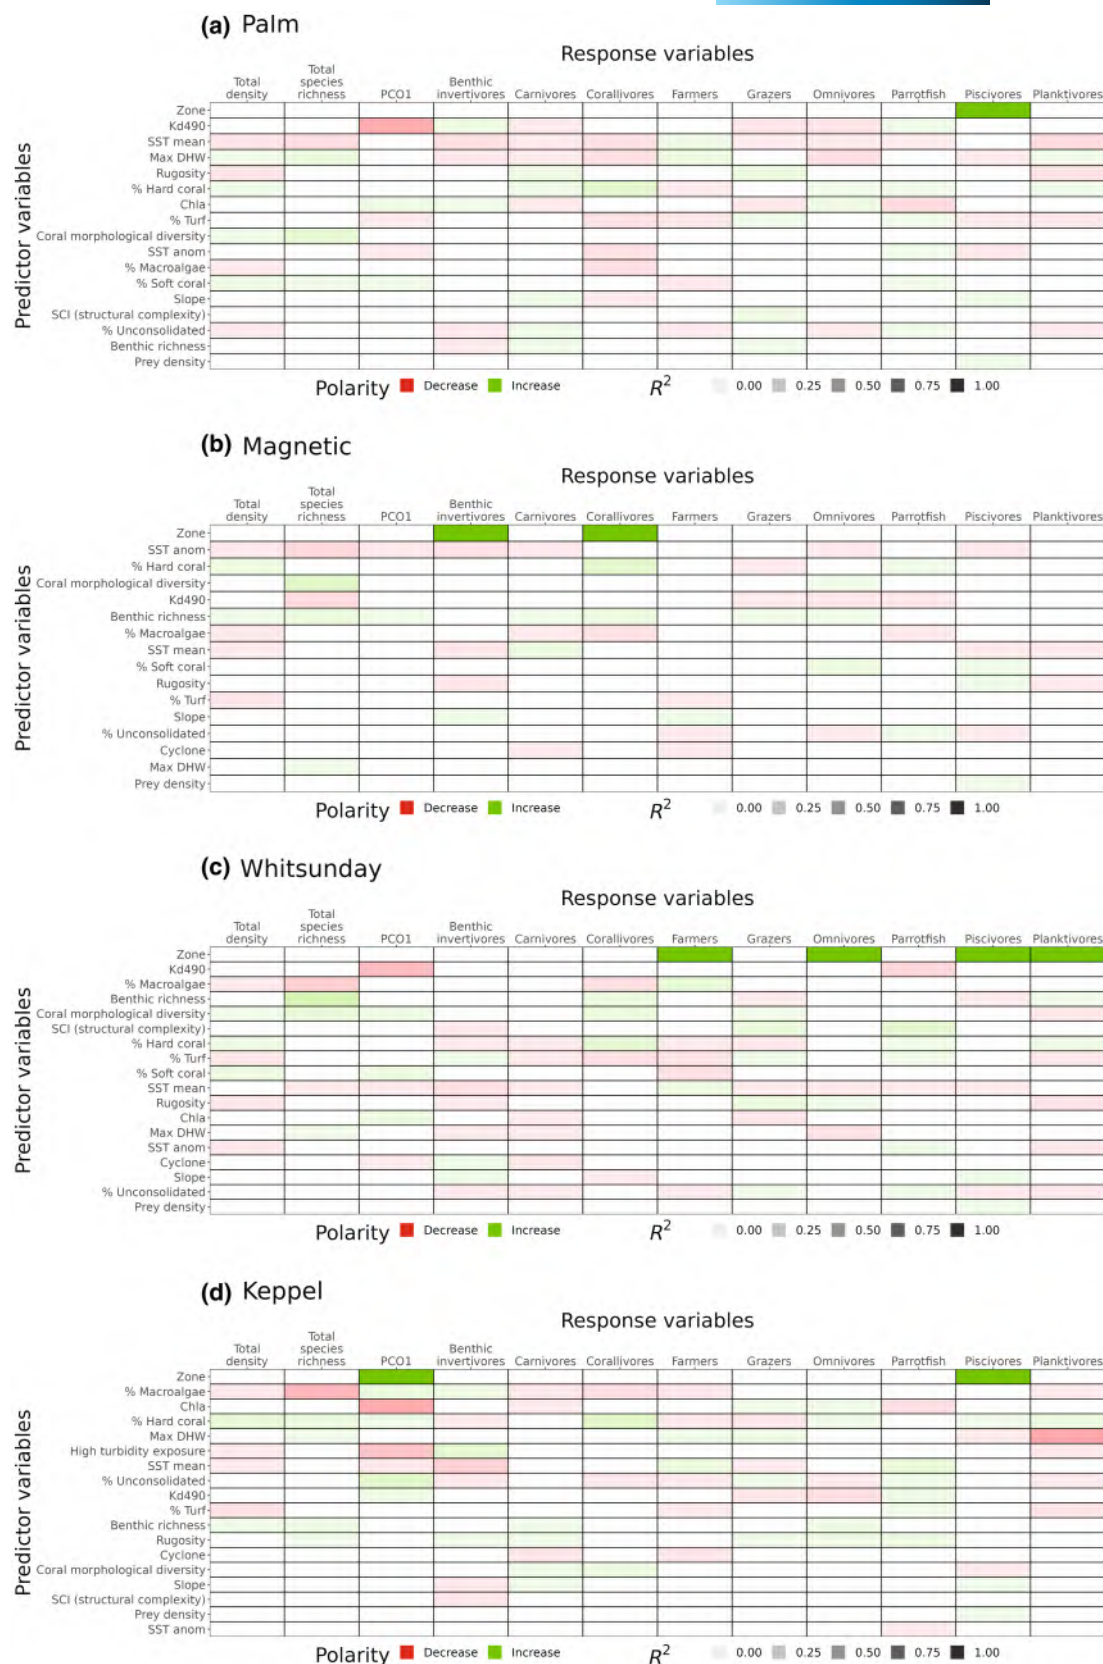 (a) Palm
Response variables
Total density Total species richness PCO1 Benthic invertivores Carnivores Corallivores Farmers Grazers Omnivores Parrotfish Piscivores Planktivores
Predictor variables
Zone
Kd490
SST mean
Max DHW
Rugosity
% Hard coral
Chla
% Turf
Coral morphological diversity
SST anom
% Macroalgae
% Soft coral
Slope
SCI (structural complexity)
% Unconsolidated
Benthic richness
Prey density
Polarity Decrease Increase R² 0.00 0.25 0.50 0.75 1.00
(b) Magnetic
Response variables
Total density Total species richness PCO1 Benthic invertivores Carnivores Corallivores Farmers Grazers Omnivores Parrotfish Piscivores Planktivores
Predictor variables
Zone
SST anom
% Hard coral
Coral morphological diversity
Kd490
Benthic richness
% Macroalgae
SST mean
% Soft coral
Rugosity
% Turf
Slope
% Unconsolidated
Cyclone
Max DHW
Prey density
Polarity Decrease Increase R² 0.00 0.25 0.50 0.75 1.00
(c) Whitsunday
Response variables
Total density Total species richness PCO1 Benthic invertivores Carnivores Corallivores Farmers Grazers Omnivores Parrotfish Piscivores Planktivores
Predictor variables
Zone
Kd490
% Macroalgae
Benthic richness
Coral morphological diversity
SCI (structural complexity)
% Hard coral
% Turf
% Soft coral
SST mean
Rugosity
Chla
Max DHW
SST anom
Cyclone
Slope
% Unconsolidated
Prey density
Polarity Decrease Increase R² 0.00 0.25 0.50 0.75 1.00
(d) Keppel
Response variables
Total density Total species richness PCO1 Benthic invertivores Carnivores Corallivores Farmers Grazers Omnivores Parrotfish Piscivores Planktivores
Predictor variables
Zone
% Macroalgae
Chla
% Hard coral
Max DHW
High turbidity exposure
SST mean
% Unconsolidated
Kd490
% Turf
Benthic richness
Rugosity
Cyclone
Coral morphological diversity
Slope
SCI (structural complexity)
Prey density
SST anom
Polarity Decrease Increase R² 0.00 0.25 0.50 0.75 1.00